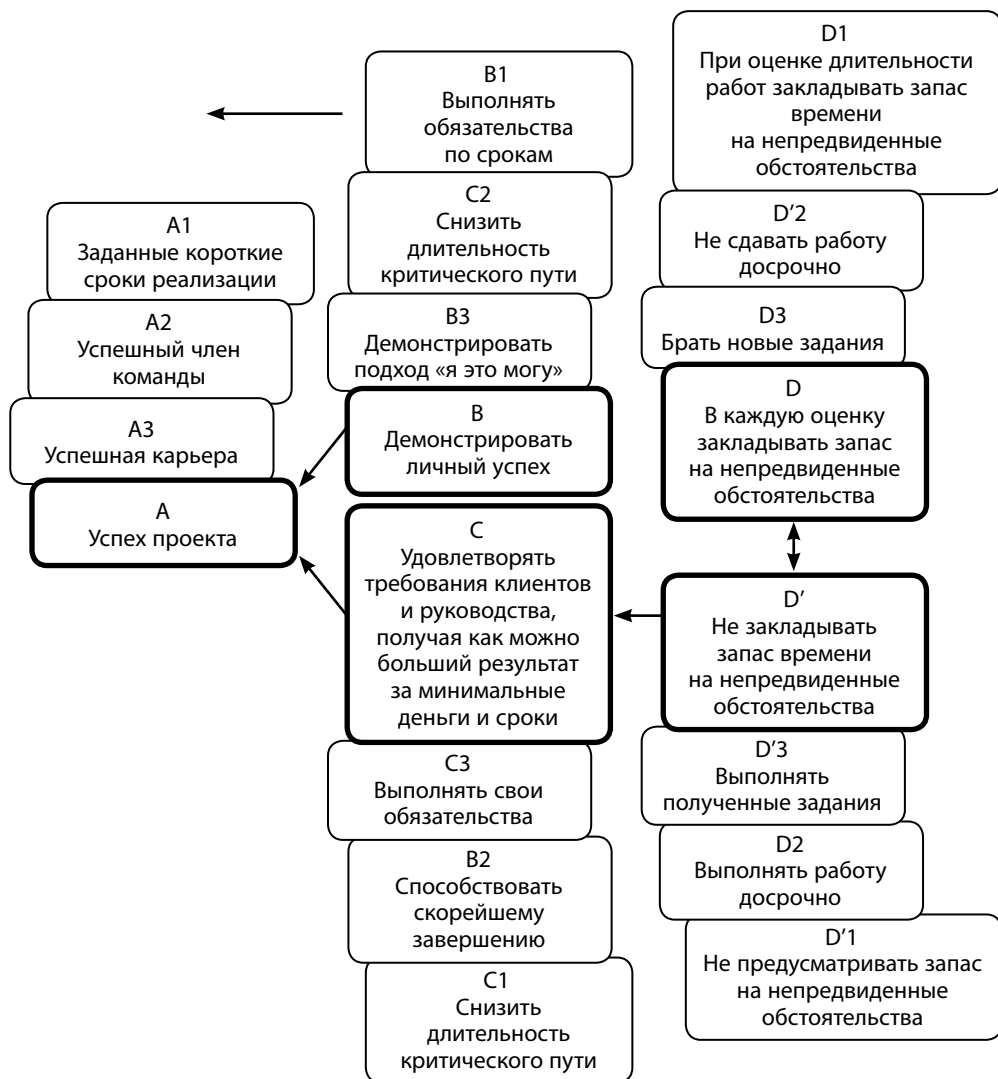 A1
Заданные короткие
сроки реализации
A2
Успешный член
команды
A3
Успешная карьера
A
Успех проекта
B1
Выполнять
обязательства
по срокам
C2
Снизить
длительность
критического пути
B3
Демонстрировать
подход «я это могу»
B
Демонстрировать
личный успех
C
Удовлетворять
требования клиентов
и руководства,
получая как можно
больший результат
за минимальные
деньги и сроки
C3
Выполнять свои
обязательства
B2
Способствовать
скорейшему
завершению
C1
Снизить
длительность
критического пути
D1
При оценке длительности
работ закладывать запас
времени
на непредвиденные
обстоятельства
D'2
Не сдавать работу
досрочно
D3
Брать новые задания
D
В каждую оценку
закладывать запас
на непредвиденные
обстоятельства
D'
Не закладывать
запас времени
на непредвиденные
обстоятельства
D'3
Выполнять
полученные задания
D2
Выполнять работу
досрочно
D'1
Не предусматривать запас
на непредвиденные
обстоятельства